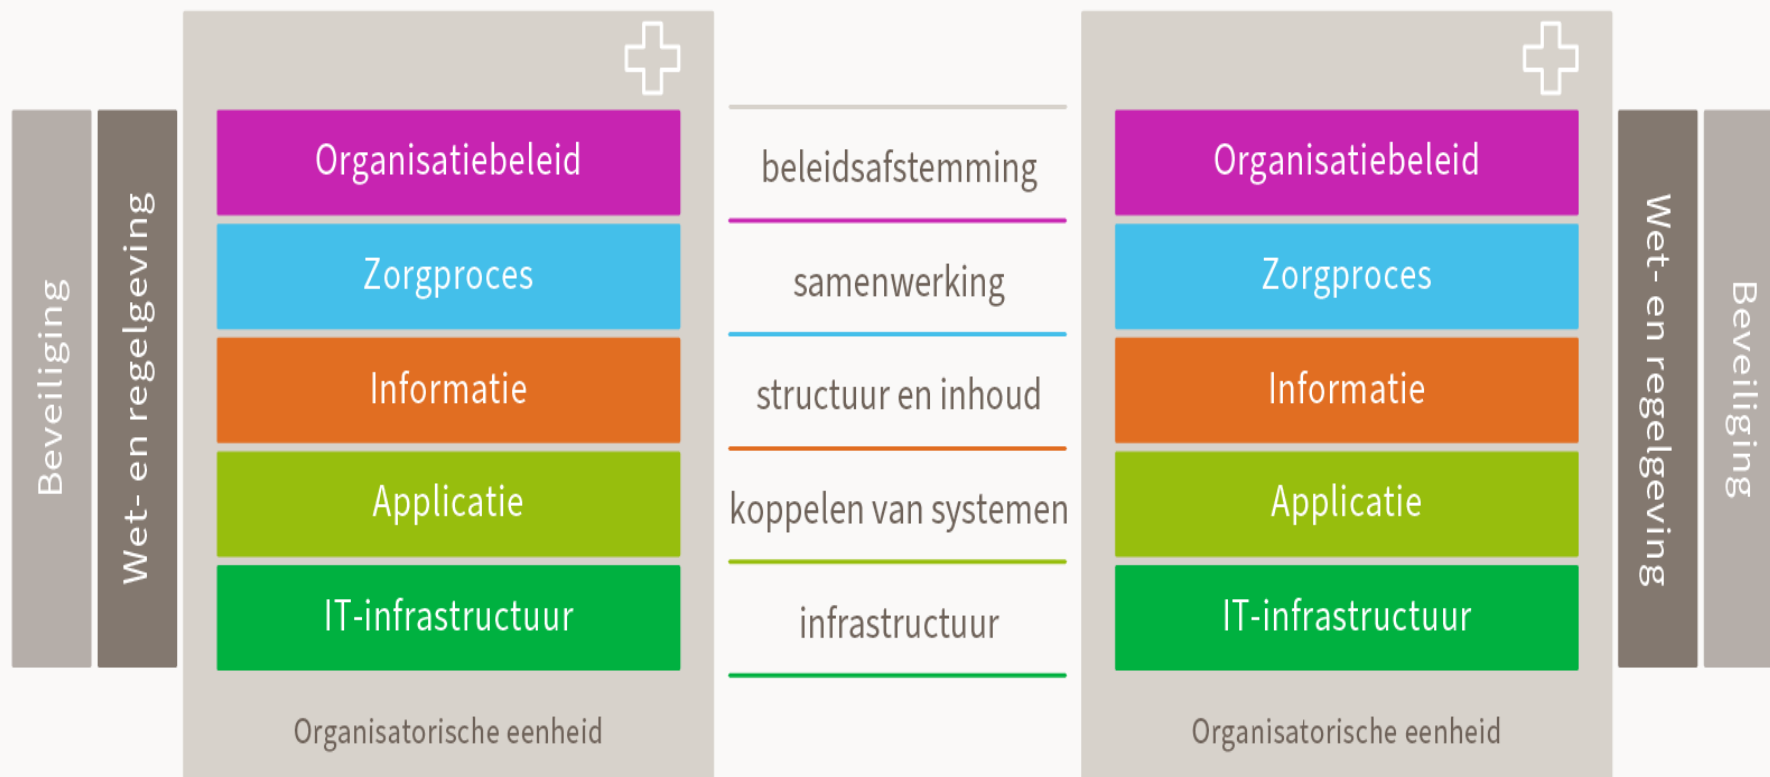 Beveiliging
Wet- en regelgeving
Organisatiebeleid
Zorgproces
Informatie
Applicatie
IT-infrastructuur
Organisatorische eenheid
beleidsafstemming
samenwerking
structuur en inhoud
koppelen van systemen
infrastructuur
Organisatiebeleid
Zorgproces
Informatie
Applicatie
IT-infrastructuur
Organisatorische eenheid
Wet- en regelgeving
Beveiliging